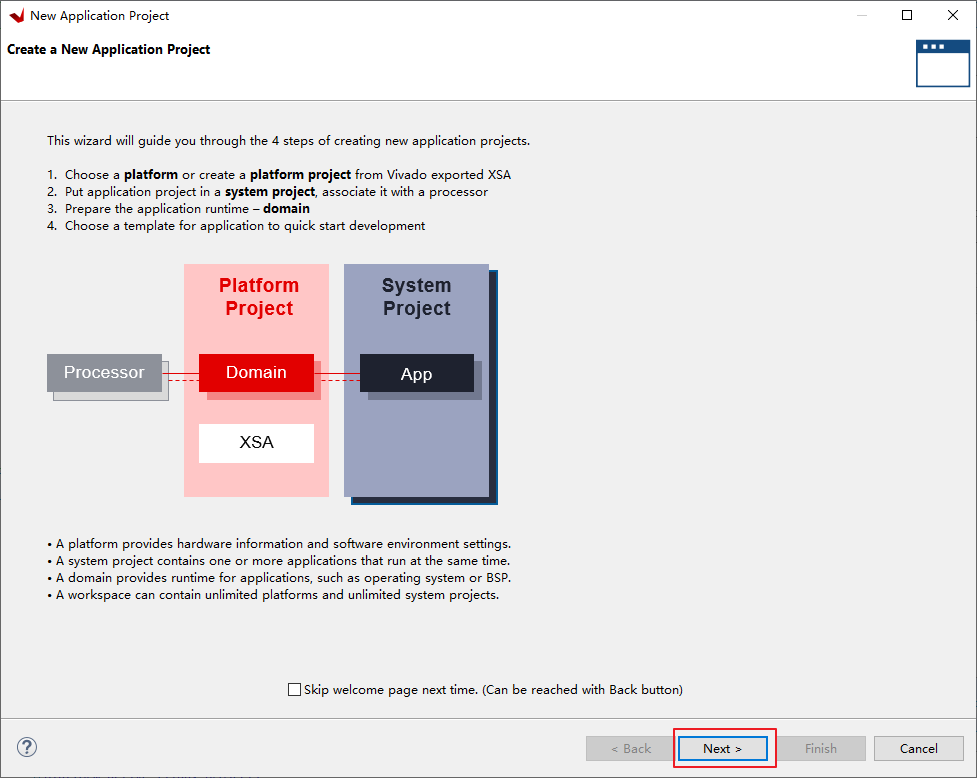 New Application Project
Create a New Application Project
This wizard will guide you through the 4 steps of creating new application projects.
1. Choose a platform or create a platform project from Vivado exported XSA
2. Put application project in a system project, associate it with a processor
3. Prepare the application runtime – domain
4. Choose a template for application to quick start development
Platform
Project
System
Project
Processor
Domain
App
XSA
• A platform provides hardware information and software environment settings.
• A system project contains one or more applications that run at the same time.
• A domain provides runtime for applications, such as operating system or BSP.
• A workspace can contain unlimited platforms and unlimited system projects.
Skip welcome page next time. (Can be reached with Back button)
?
< Back
Next >
Finish
Cancel